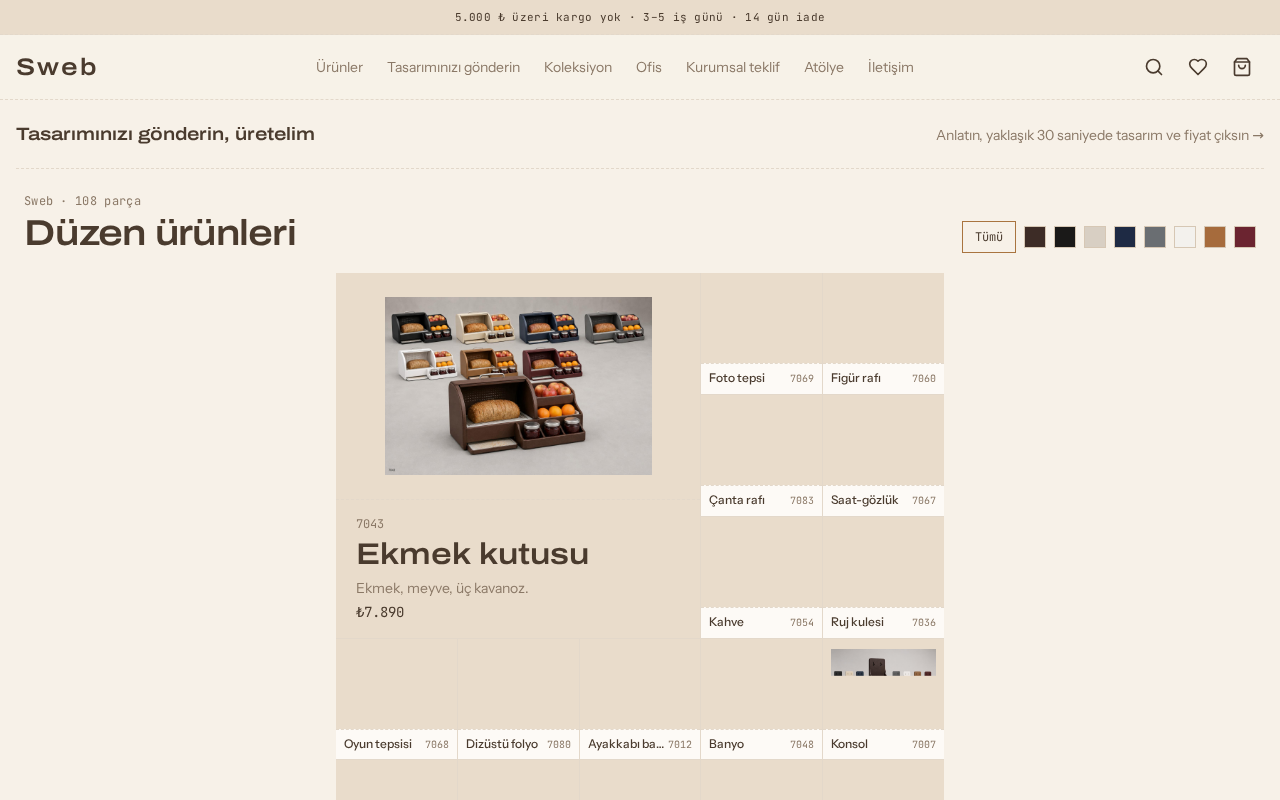 5.000 ₺ üzeri kargo yok · 3–5 iş günü · 14 gün iade
Sweb
Ürünler
Tasarımınızı gönderin
Koleksiyon
Ofis
Kurumsal teklif
Atölye
İletişim
Tasarımınızı gönderin, üretelim
Anlatın, yaklaşık 30 saniyede tasarım ve fiyat çıksın →
Sweb · 108 parça
Düzen ürünleri
Tümü
7043
Ekmek kutusu
Ekmek, meyve, üç kavanoz.
₺7.890
Foto tepsi 7069
Figür rafı 7060
Çanta rafı 7083
Saat-gözlük 7067
Kahve 7054
Ruj kulesi 7036
Oyun tepsisi 7068
Dizüstü folyo 7080
Ayakkabı ba… 7012
Banyo 7048
Konsol 7007